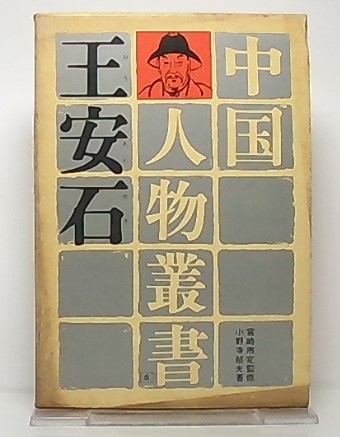 中国
人物叢書
王安石
宮崎市定監修
小野寺郁夫著